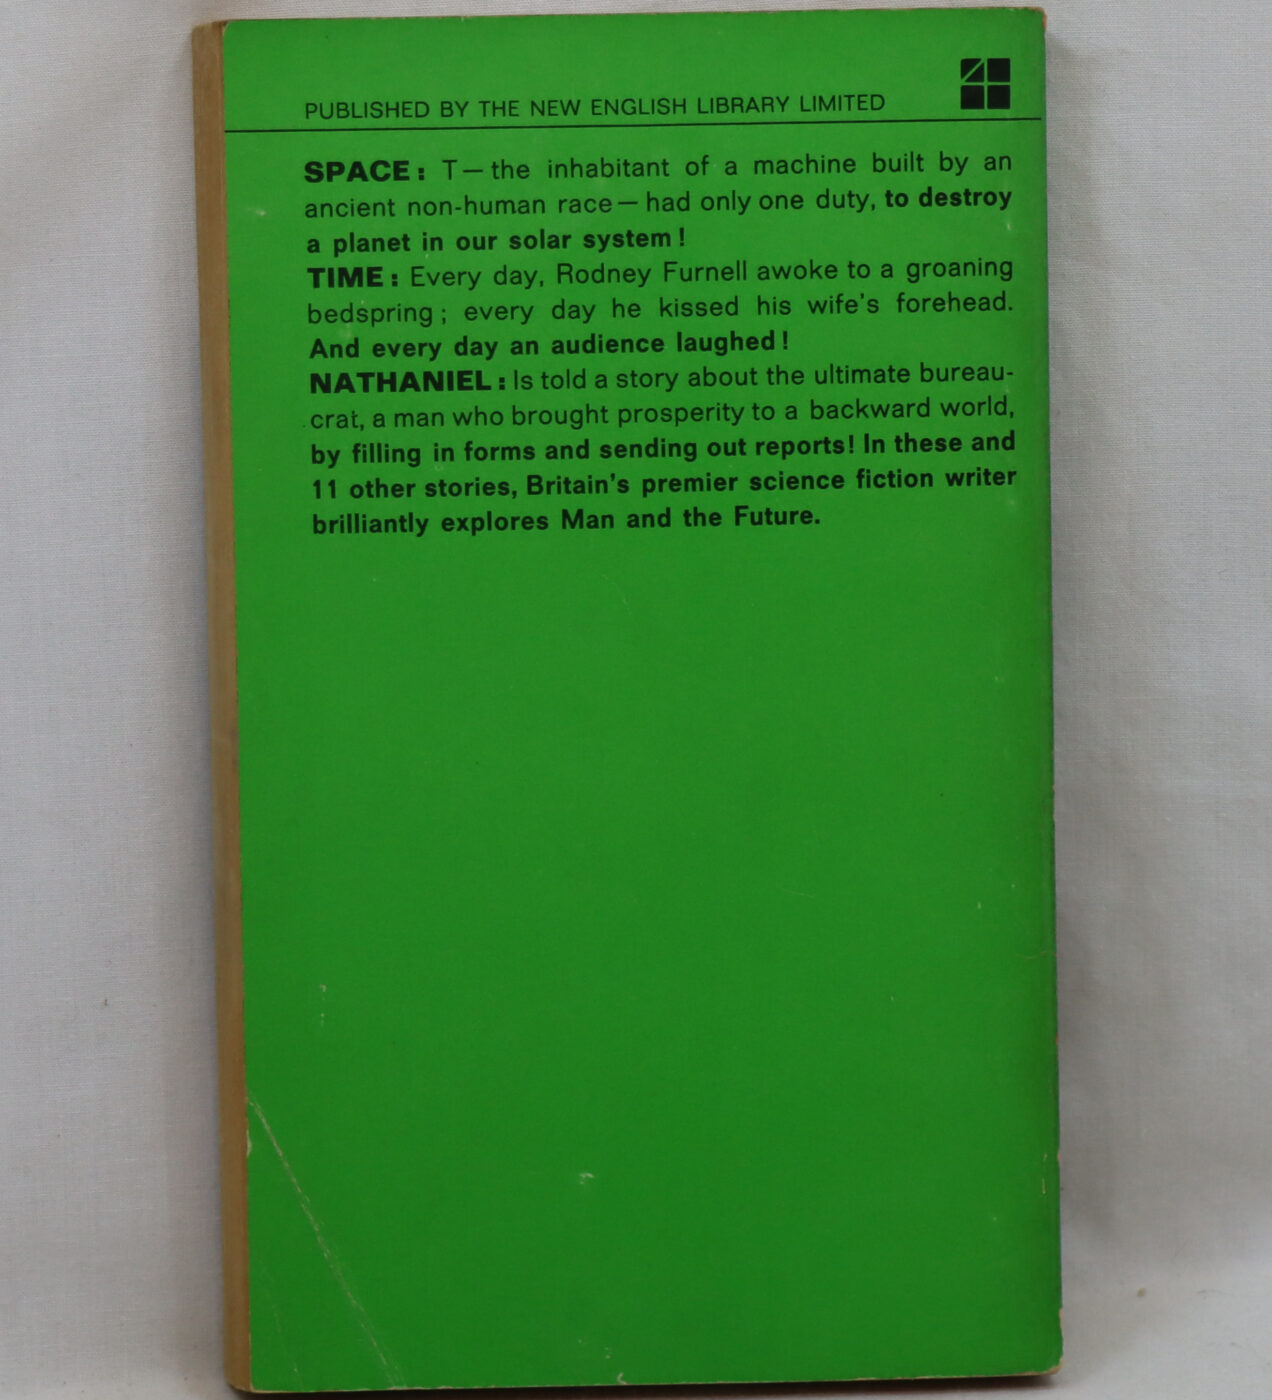 PUBLISHED BY THE NEW ENGLISH LIBRARY LIMITED
SPACE: T—the inhabitant of a machine built by an
ancient non-human race—had only one duty, to destroy
a planet in our solar system!
TIME: Every day, Rodney Furnell awoke to a groaning
bedspring; every day he kissed his wife's forehead.
And every day an audience laughed!
NATHANIEL: Is told a story about the ultimate bureau-
crat, a man who brought prosperity to a backward world,
by filling in forms and sending out reports! In these and
11 other stories, Britain's premier science fiction writer
brilliantly explores Man and the Future.